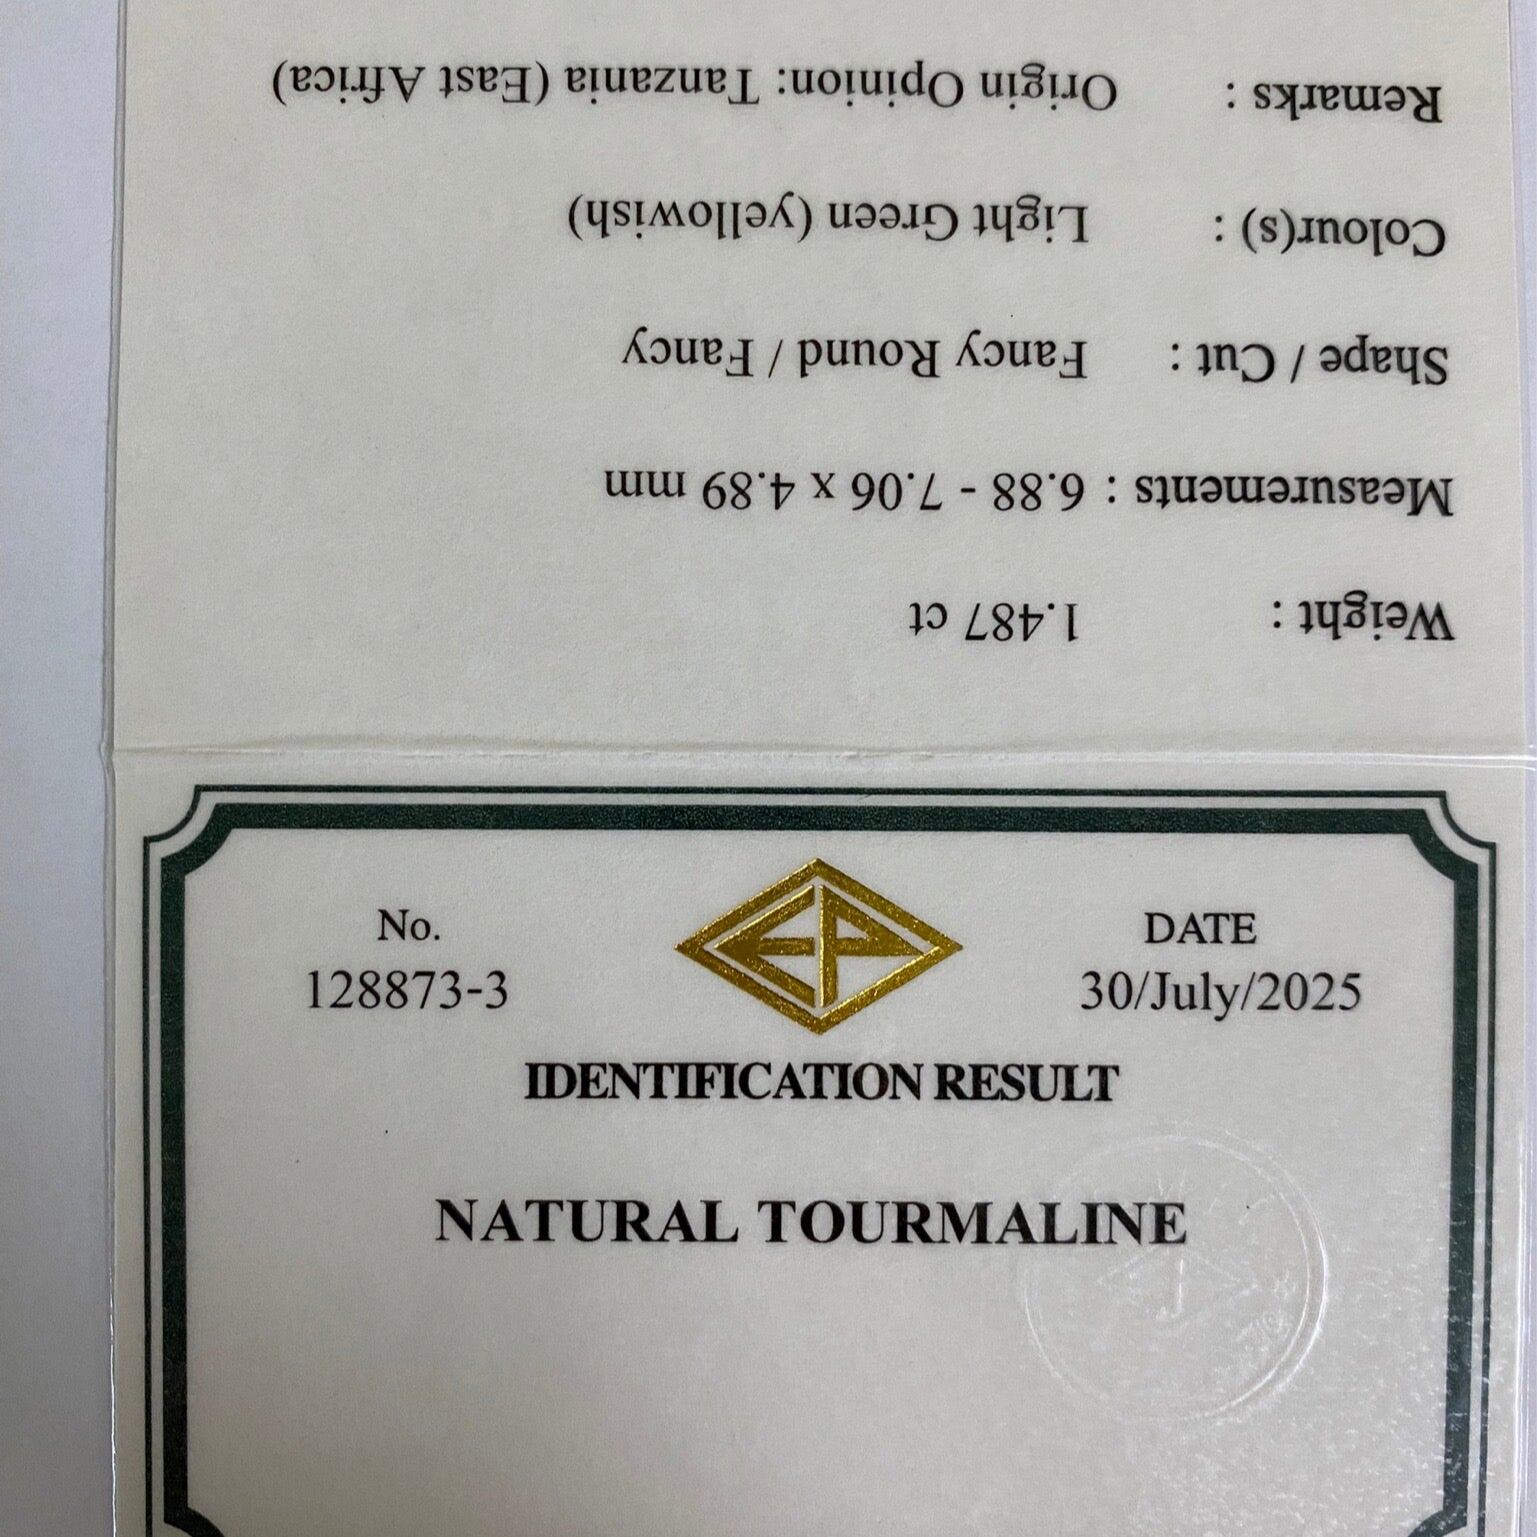 No.
128873-3
EP
DATE
30/July/2025
IDENTIFICATION RESULT
NATURAL TOURMALINE
Weight : 1.487 ct
Measurements : 6.88 - 7.06 x 4.89 mm
Shape / Cut : Fancy Round / Fancy
Colour(s) : Light Green (yellowish)
Remarks : Origin Opinion: Tanzania (East Africa)